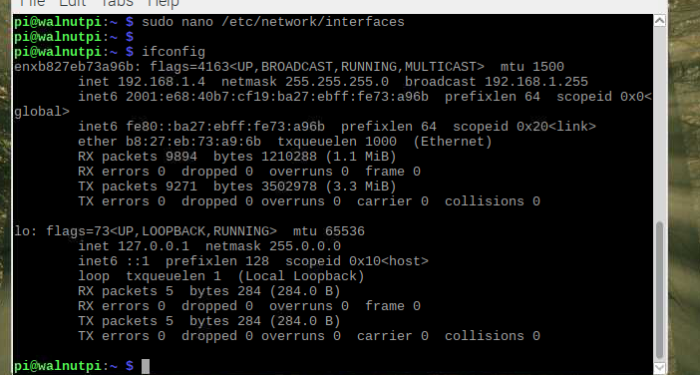 File Edit Tabs Help
pi@walnutpi:~ $ sudo nano /etc/network/interfaces
pi@walnutpi:~ $
pi@walnutpi:~ $ ifconfig
enxb827eb73a96b: flags=4163<UP,BROADCAST,RUNNING,MULTICAST>  mtu 1500
        inet 192.168.1.4  netmask 255.255.255.0  broadcast 192.168.1.255
        inet6 2001:e68:40b7:cf19:ba27:ebff:fe73:a96b  prefixlen 64  scopeid 0x0<
global>
        inet6 fe80::ba27:ebff:fe73:a96b  prefixlen 64  scopeid 0x20<link>
        ether b8:27:eb:73:a9:6b  txqueuelen 1000  (Ethernet)
        RX packets 9894  bytes 1210288 (1.1 MiB)
        RX errors 0  dropped 0  overruns 0  frame 0
        TX packets 9271  bytes 3502978 (3.3 MiB)
        TX errors 0  dropped 0 overruns 0  carrier 0  collisions 0

lo: flags=73<UP,LOOPBACK,RUNNING>  mtu 65536
        inet 127.0.0.1  netmask 255.0.0.0
        inet6 ::1  prefixlen 128  scopeid 0x10<host>
        loop  txqueuelen 1  (Local Loopback)
        RX packets 5  bytes 284 (284.0 B)
        RX errors 0  dropped 0  overruns 0  frame 0
        TX packets 5  bytes 284 (284.0 B)
        TX errors 0  dropped 0 overruns 0  carrier 0  collisions 0

pi@walnutpi:~ $